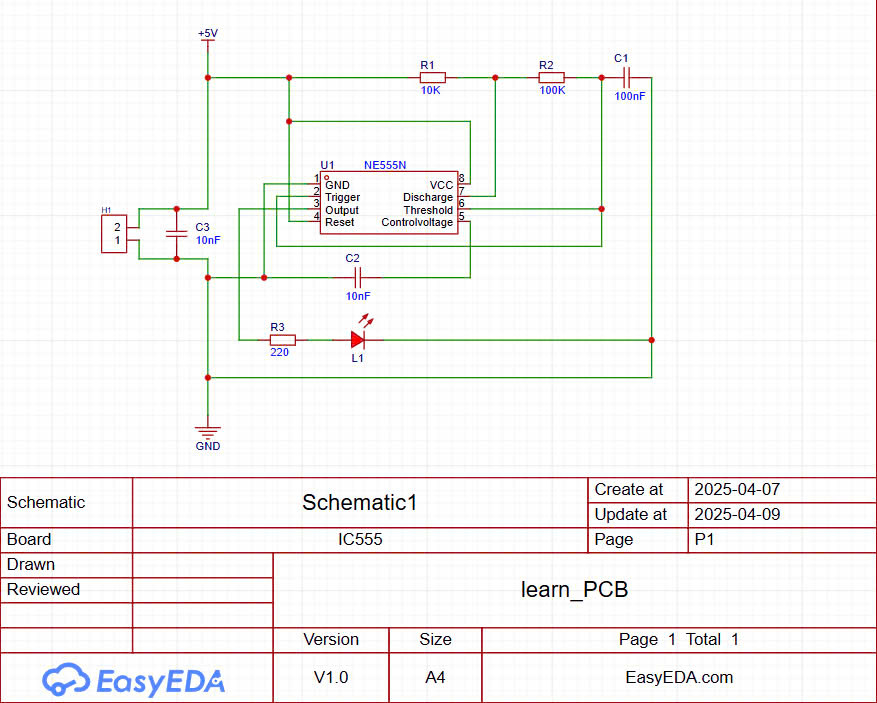 +5V
R1
10K
R2
100K
C1
100nF
U1 NE555N
1 GND VCC 8
2 Trigger Discharge 7
3 Output Threshold 6
4 Reset Controlvoltage 5
H1
2
1
C3
10nF
C2
10nF
R3
220
L1
GND
Schematic Schematic1 Create at 2025-04-07
Update at 2025-04-09
Board IC555 Page P1
Drawn
Reviewed
learn_PCB
Version Size Page 1 Total 1
EasyEDA V1.0 A4 EasyEDA.com